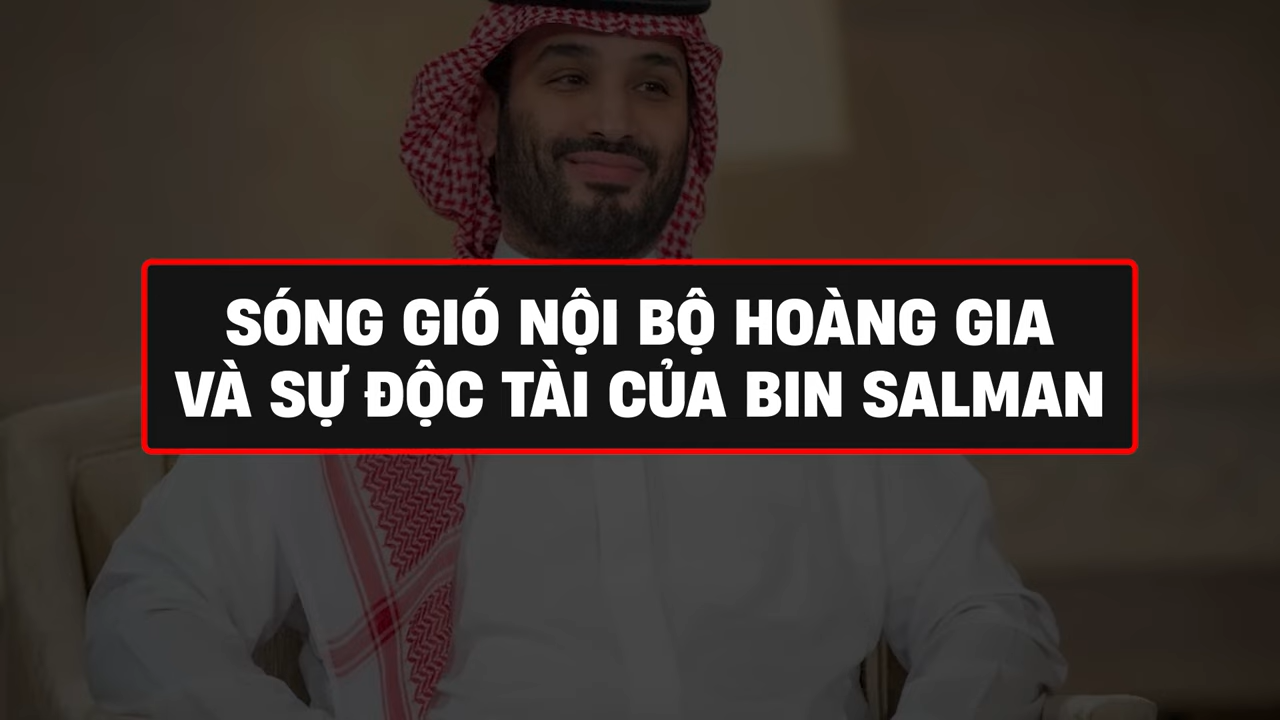 SÓNG GIÓ NỘI BỘ HOÀNG GIA
VÀ SỰ ĐỘC TÀI CỦA BIN SALMAN